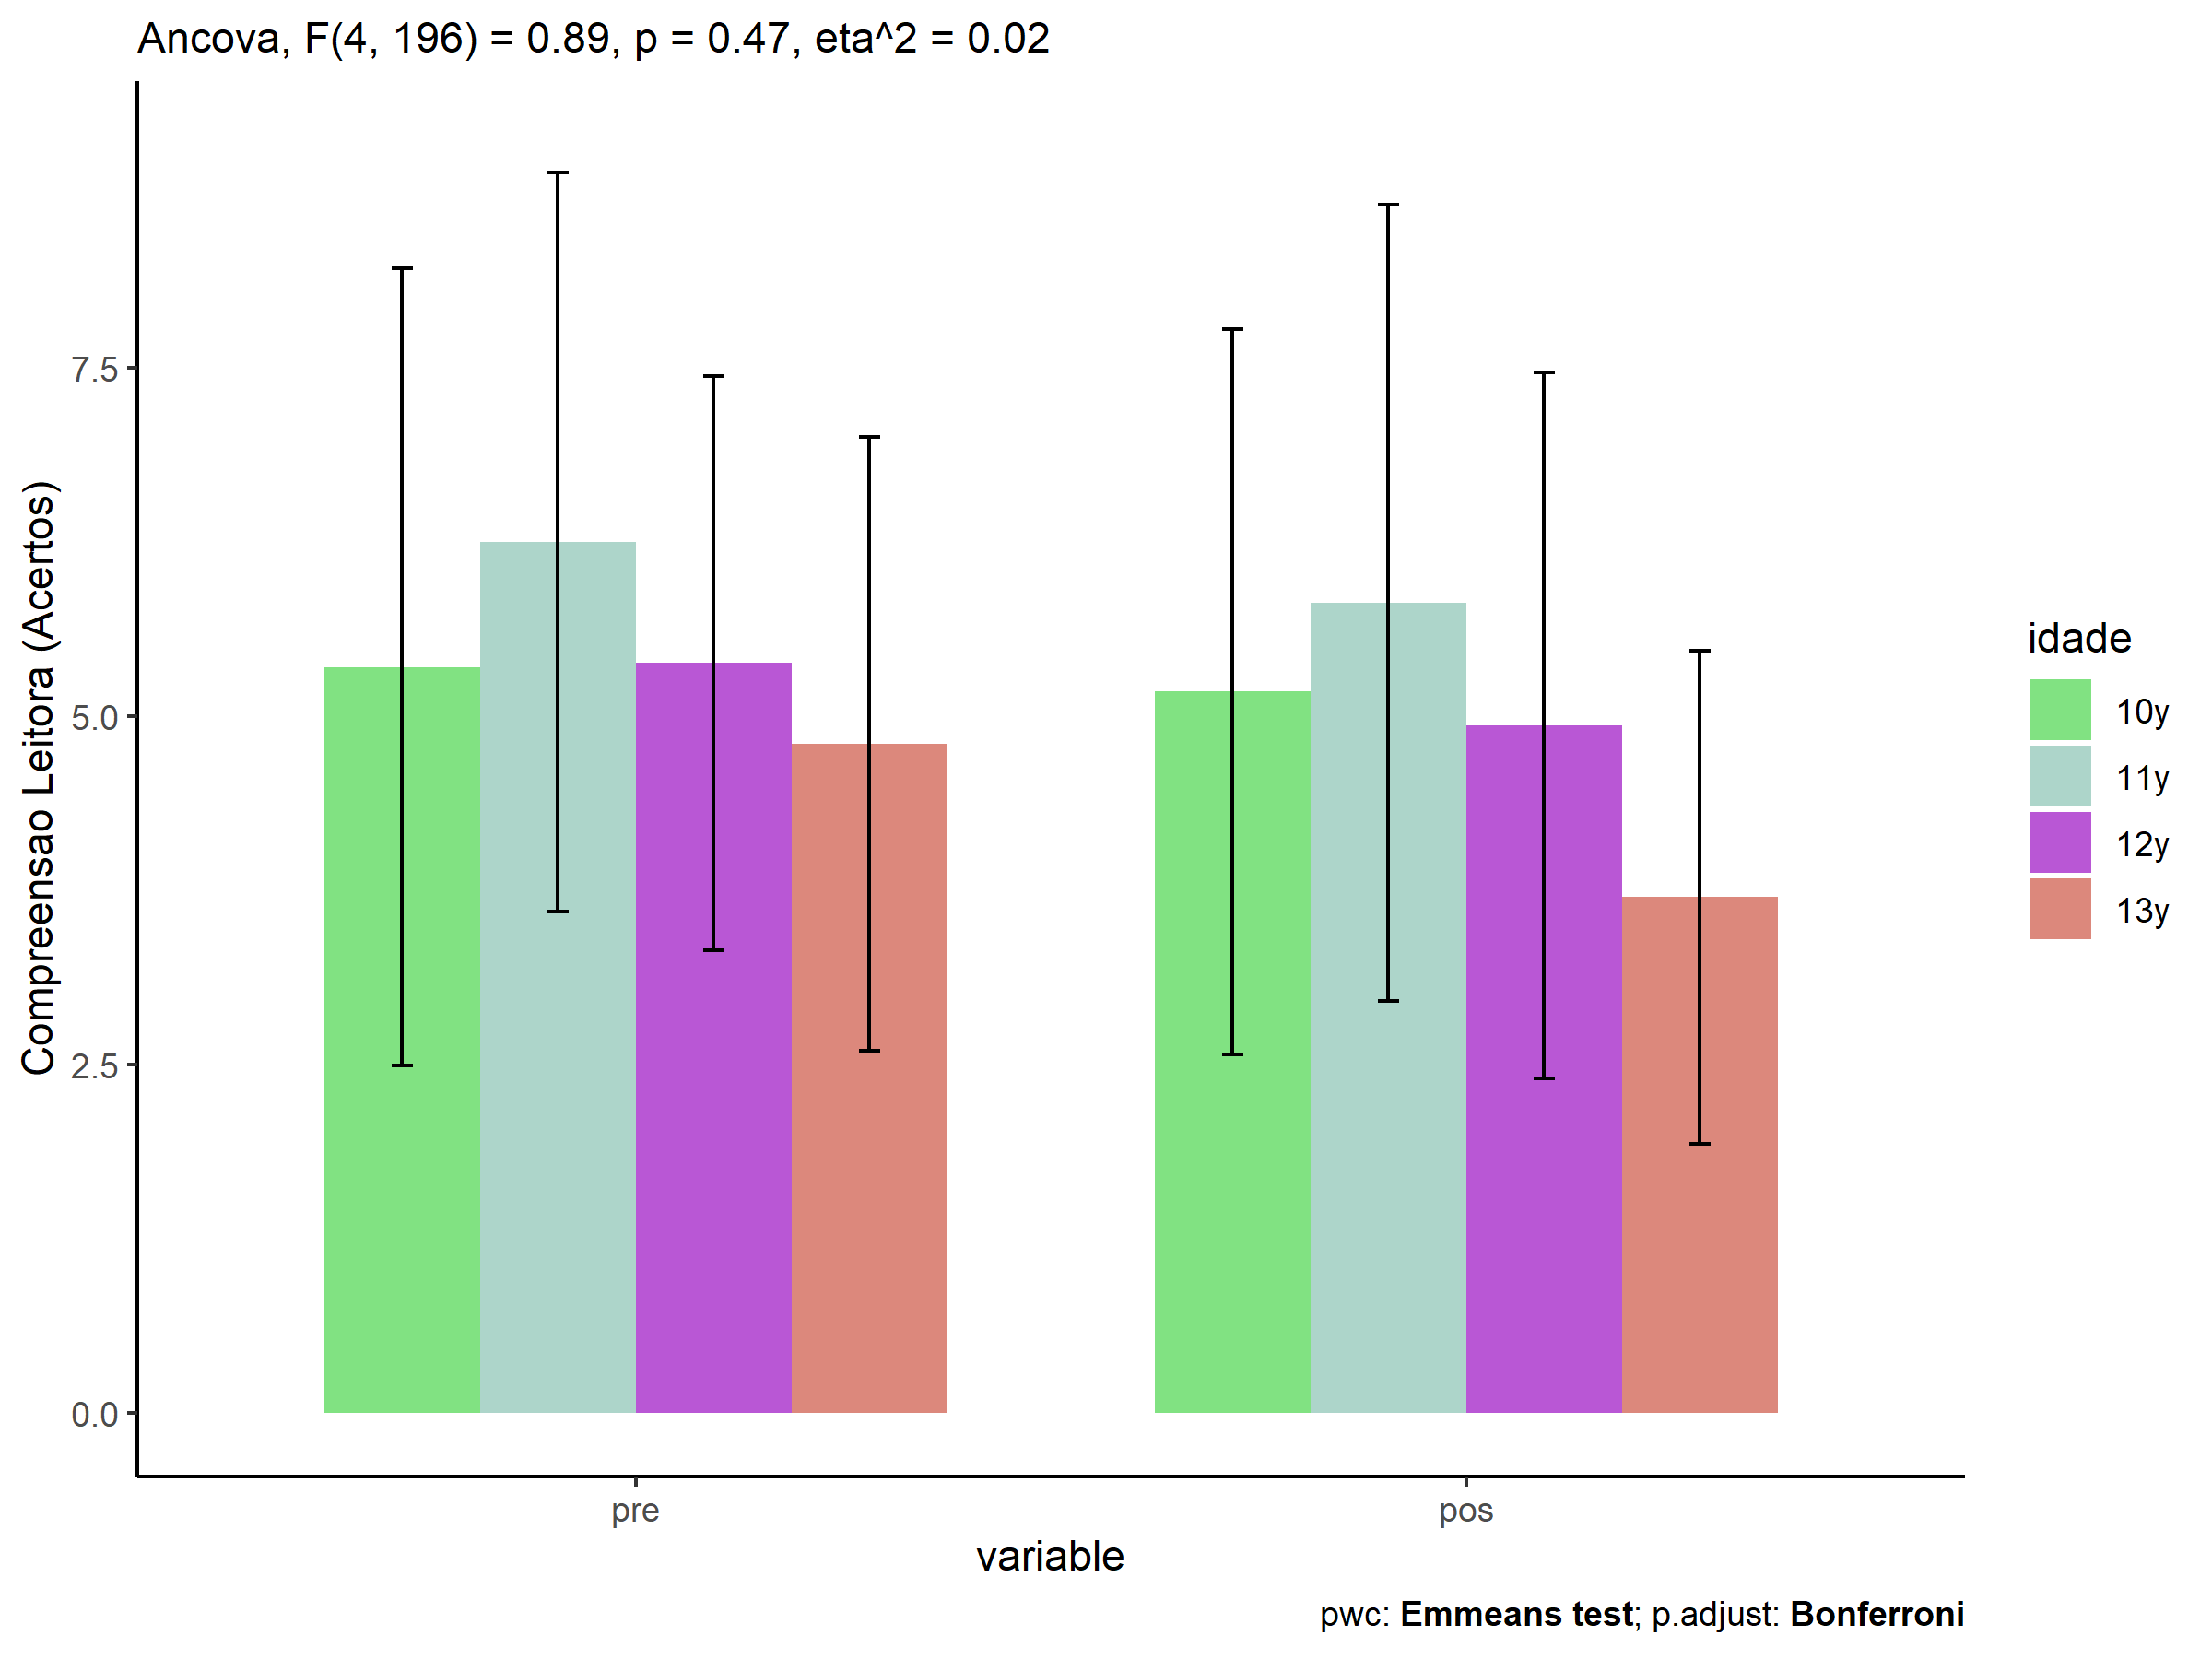 Ancova, F(4, 196) = 0.89, p = 0.47, eta^2 = 0.02
Compreensao Leitora (Acertos)
7.5
5.0
2.5
0.0
pre
pos
variable
idade
10y
11y
12y
13y
pwc: Emmeans test; p.adjust: Bonferroni